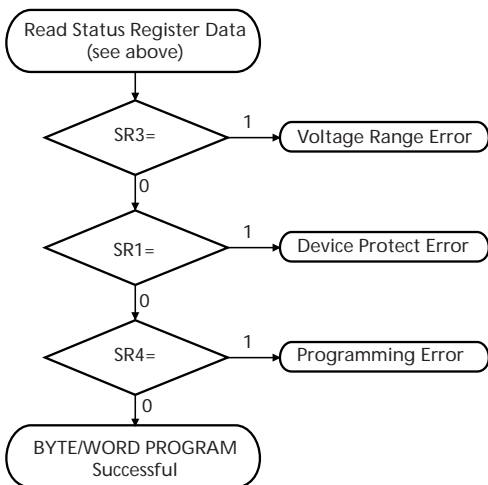 Read Status Register Data
(see above)
SR3=
1
Voltage Range Error
0
SR1=
1
Device Protect Error
0
SR4=
1
Programming Error
0
BYTE/WORD PROGRAM
Successful